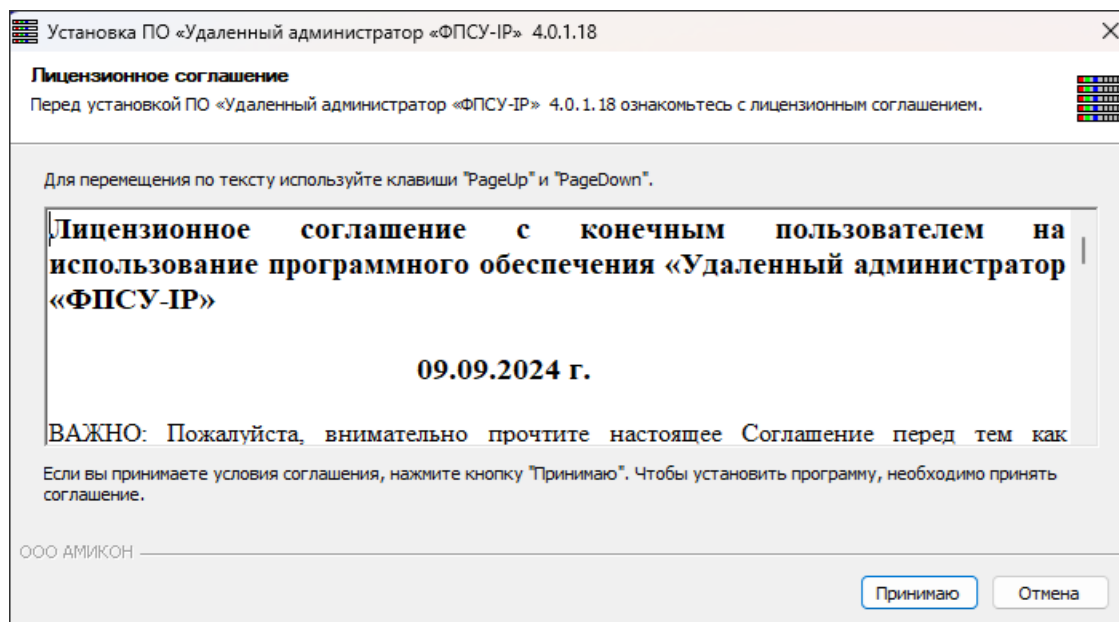 Установка ПО «Удаленный администратор «ФПСУ-IP» 4.0.1.18
Лицензионное соглашение
Перед установкой ПО «Удаленный администратор «ФПСУ-IP» 4.0.1.18 ознакомьтесь с лицензионным соглашением.
Для перемещения по тексту используйте клавиши "PageUp" и "PageDown".
Лицензионное соглашение с конечным пользователем на
использование программного обеспечения «Удаленный администратор
«ФПСУ-IP»
09.09.2024 г.
ВАЖНО: Пожалуйста, внимательно прочтите настоящее Соглашение перед тем как
Если вы принимаете условия соглашения, нажмите кнопку "Принимаю". Чтобы установить программу, необходимо принять
соглашение.
ООО АМИКОН
Принимаю Отмена